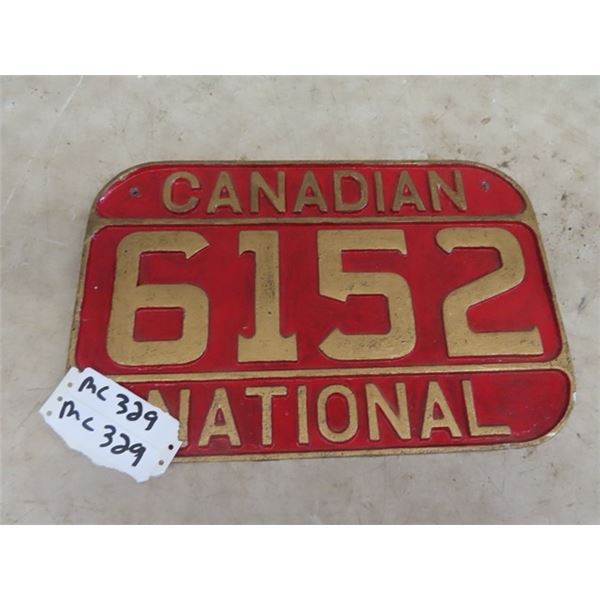 CANADIAN
6152
NATIONAL
MC 329
MC 329